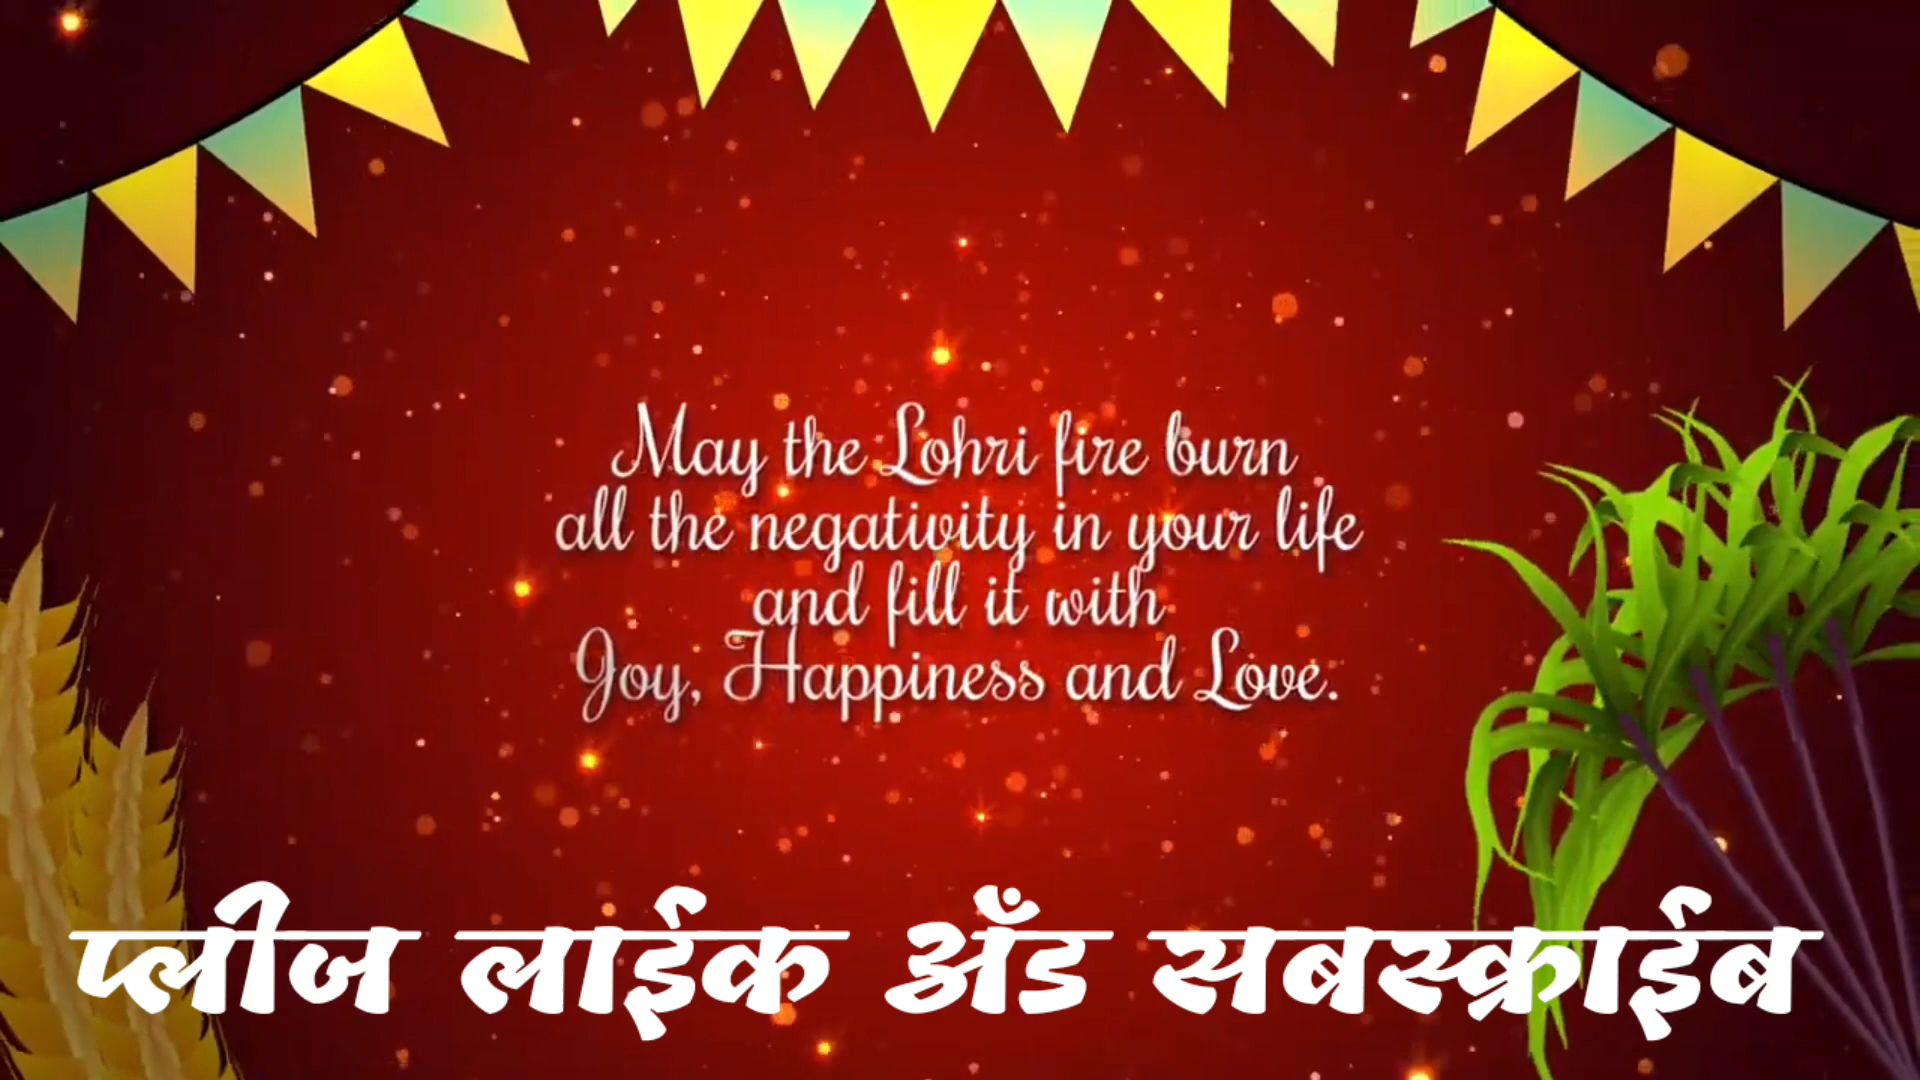 May the Lohri fire burn
all the negativity in your life
and fill it with
Joy, Happiness and Love.
प्लीज लाईक अँड सबस्क्राईब